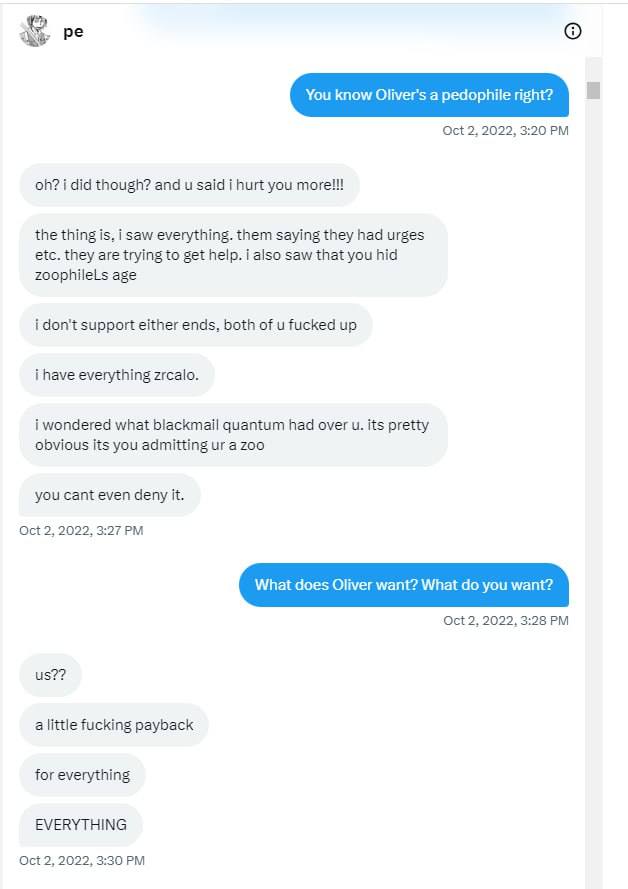 pe
You know Oliver's a pedophile right?
Oct 2, 2022, 3:20 PM
oh? i did though? and u said i hurt you more!!!
the thing is, i saw everything. them saying they had urges
etc. they are trying to get help. i also saw that you hid
zoophileLs age
i don't support either ends, both of u fucked up
i have everything zrcalo.
i wondered what blackmail quantum had over u. its pretty
obvious its you admitting ur a zoo
you cant even deny it.
Oct 2, 2022, 3:27 PM
What does Oliver want? What do you want?
Oct 2, 2022, 3:28 PM
us??
a little fucking payback
for everything
EVERYTHING
Oct 2, 2022, 3:30 PM